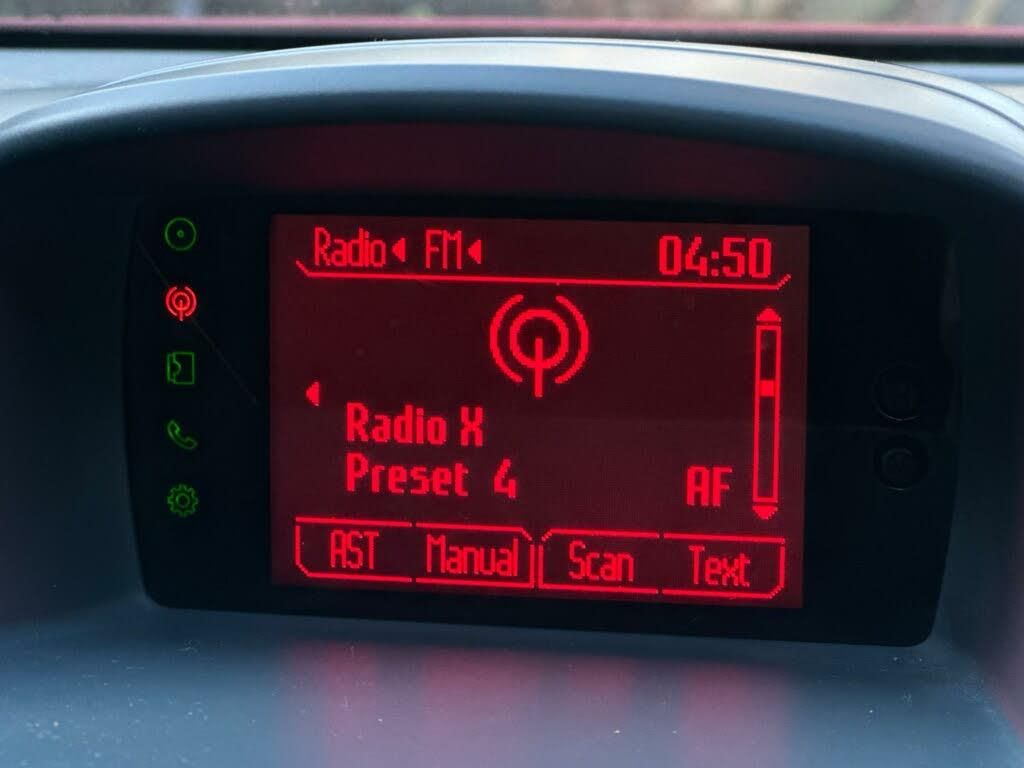 Radio FM 04:50
Radio X
Preset 4 AF
AST Manual Scan Text